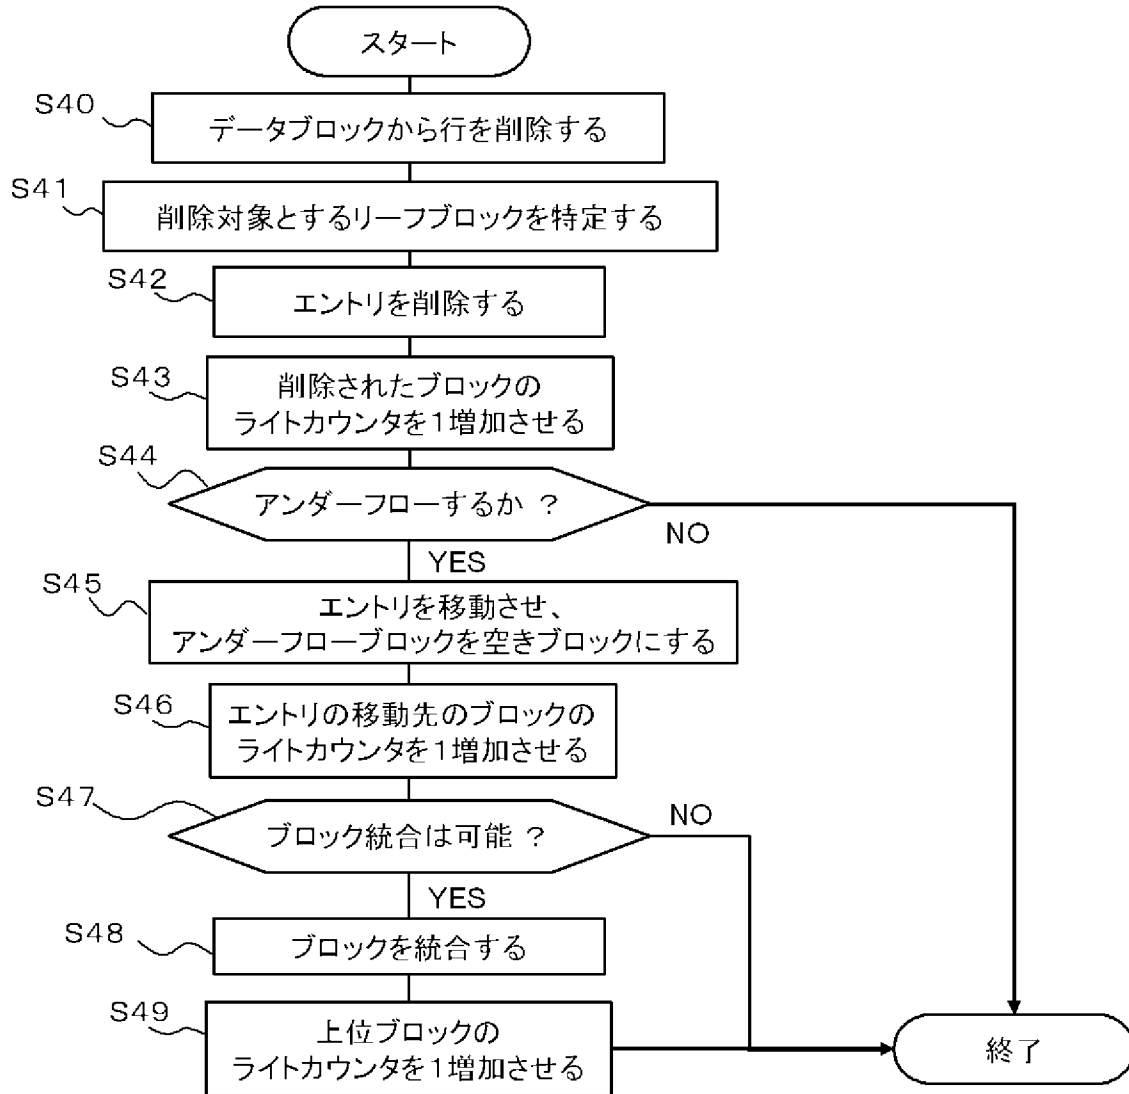 スタート
S40
データブロックから行を削除する
S41
削除対象とするリーフブロックを特定する
S42
エントリを削除する
S43
削除されたブロックの
ライトカウンタを1増加させる
S44
アンダーフローするか ?
NO
YES
S45
エントリを移動させ、
アンダーフローブロックを空きブロックにする
S46
エントリの移動先のブロックの
ライトカウンタを1増加させる
S47
ブロック統合は可能 ?
NO
YES
S48
ブロックを統合する
S49
上位ブロックの
ライトカウンタを1増加させる
終了